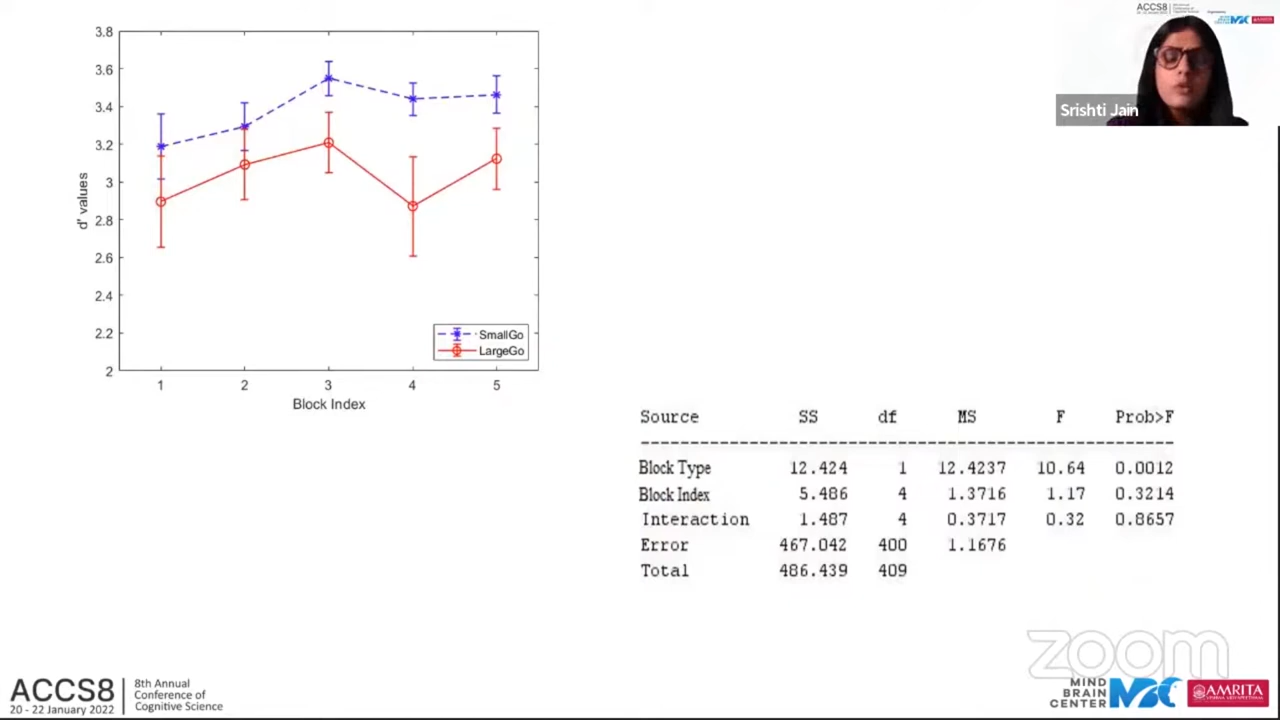 ACCS8
Srishti Jain
3.8
3.6
3.4
3.2
3
2.8
2.6
2.4
2.2
2
d' values
1 2 3 4 5
Block Index
SmallGo
LargeGo
Source SS df MS F Prob>F
Block Type 12.424 1 12.4237 10.64 0.0012
Block Index 5.486 4 1.3716 1.17 0.3214
Interaction 1.487 4 0.3717 0.32 0.8657
Error 467.042 400 1.1676
Total 486.439 409
zoom
ACCS8
20 - 22 January 2022
8th Annual
Conference of
Cognitive Science
MIND
BRAIN
CENTER
MBC
AMRITA